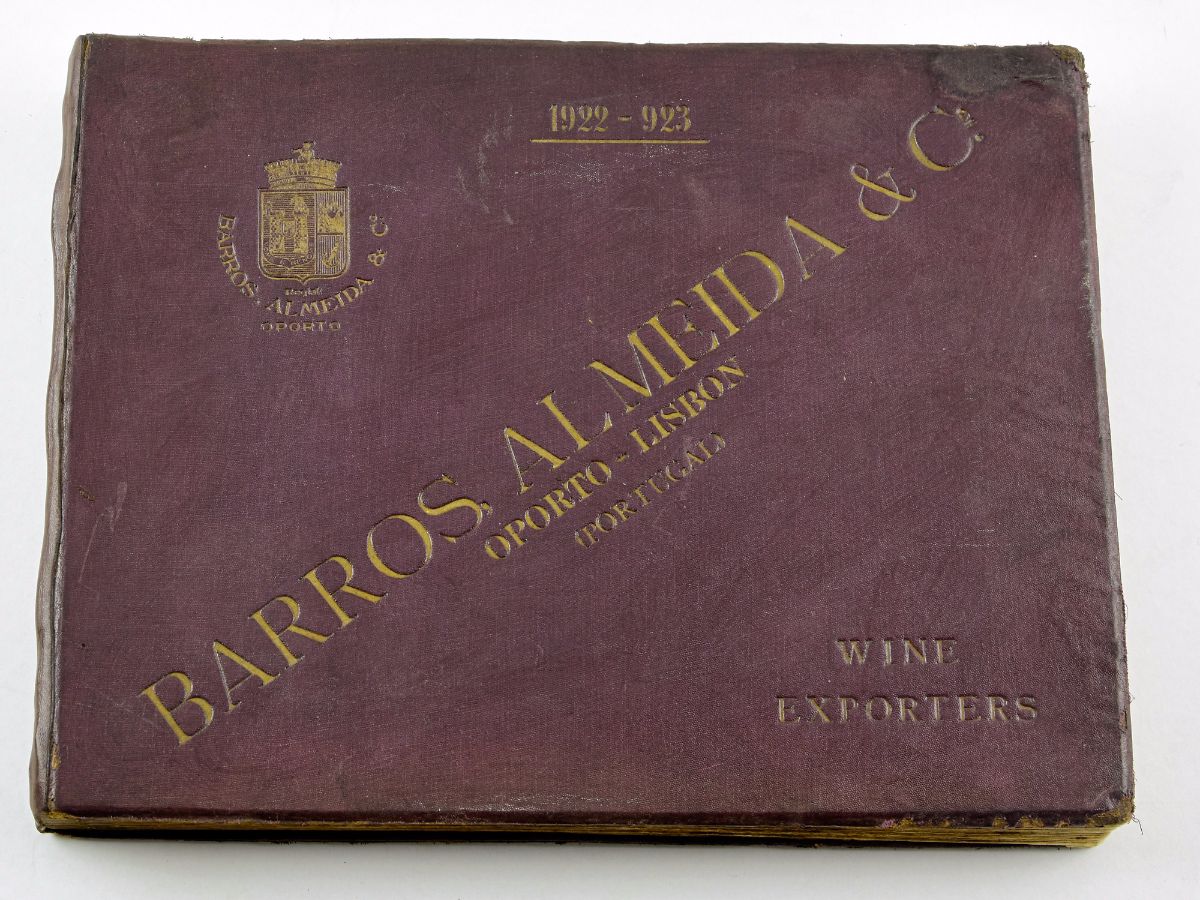 1922 - 923
BARROS, ALMEIDA & Cª
OPORTO
BARROS, ALMEIDA & Cª
OPORTO - LISBON
(PORTUGAL)
WINE
EXPORTERS